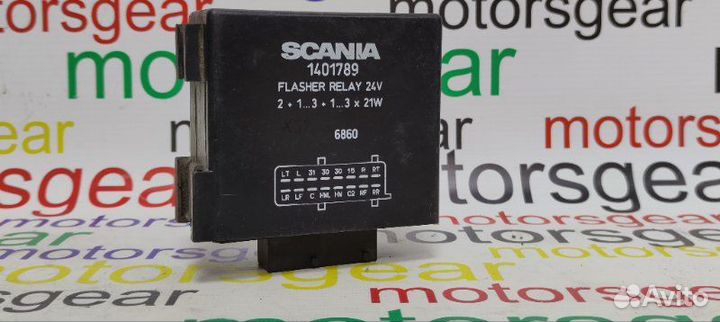 motorsgear motorsgear
motorsgear
motorsgear
motorsgear
motorsgear
SCANIA
1401789
FLASHER RELAY 24V
2 + 1...3 + 1...3 x 21W
6860
LT L 31 30 30 15 R RT
LR LF C HNL HN C2 RF RR
motorsgear
motorsgear
Avito